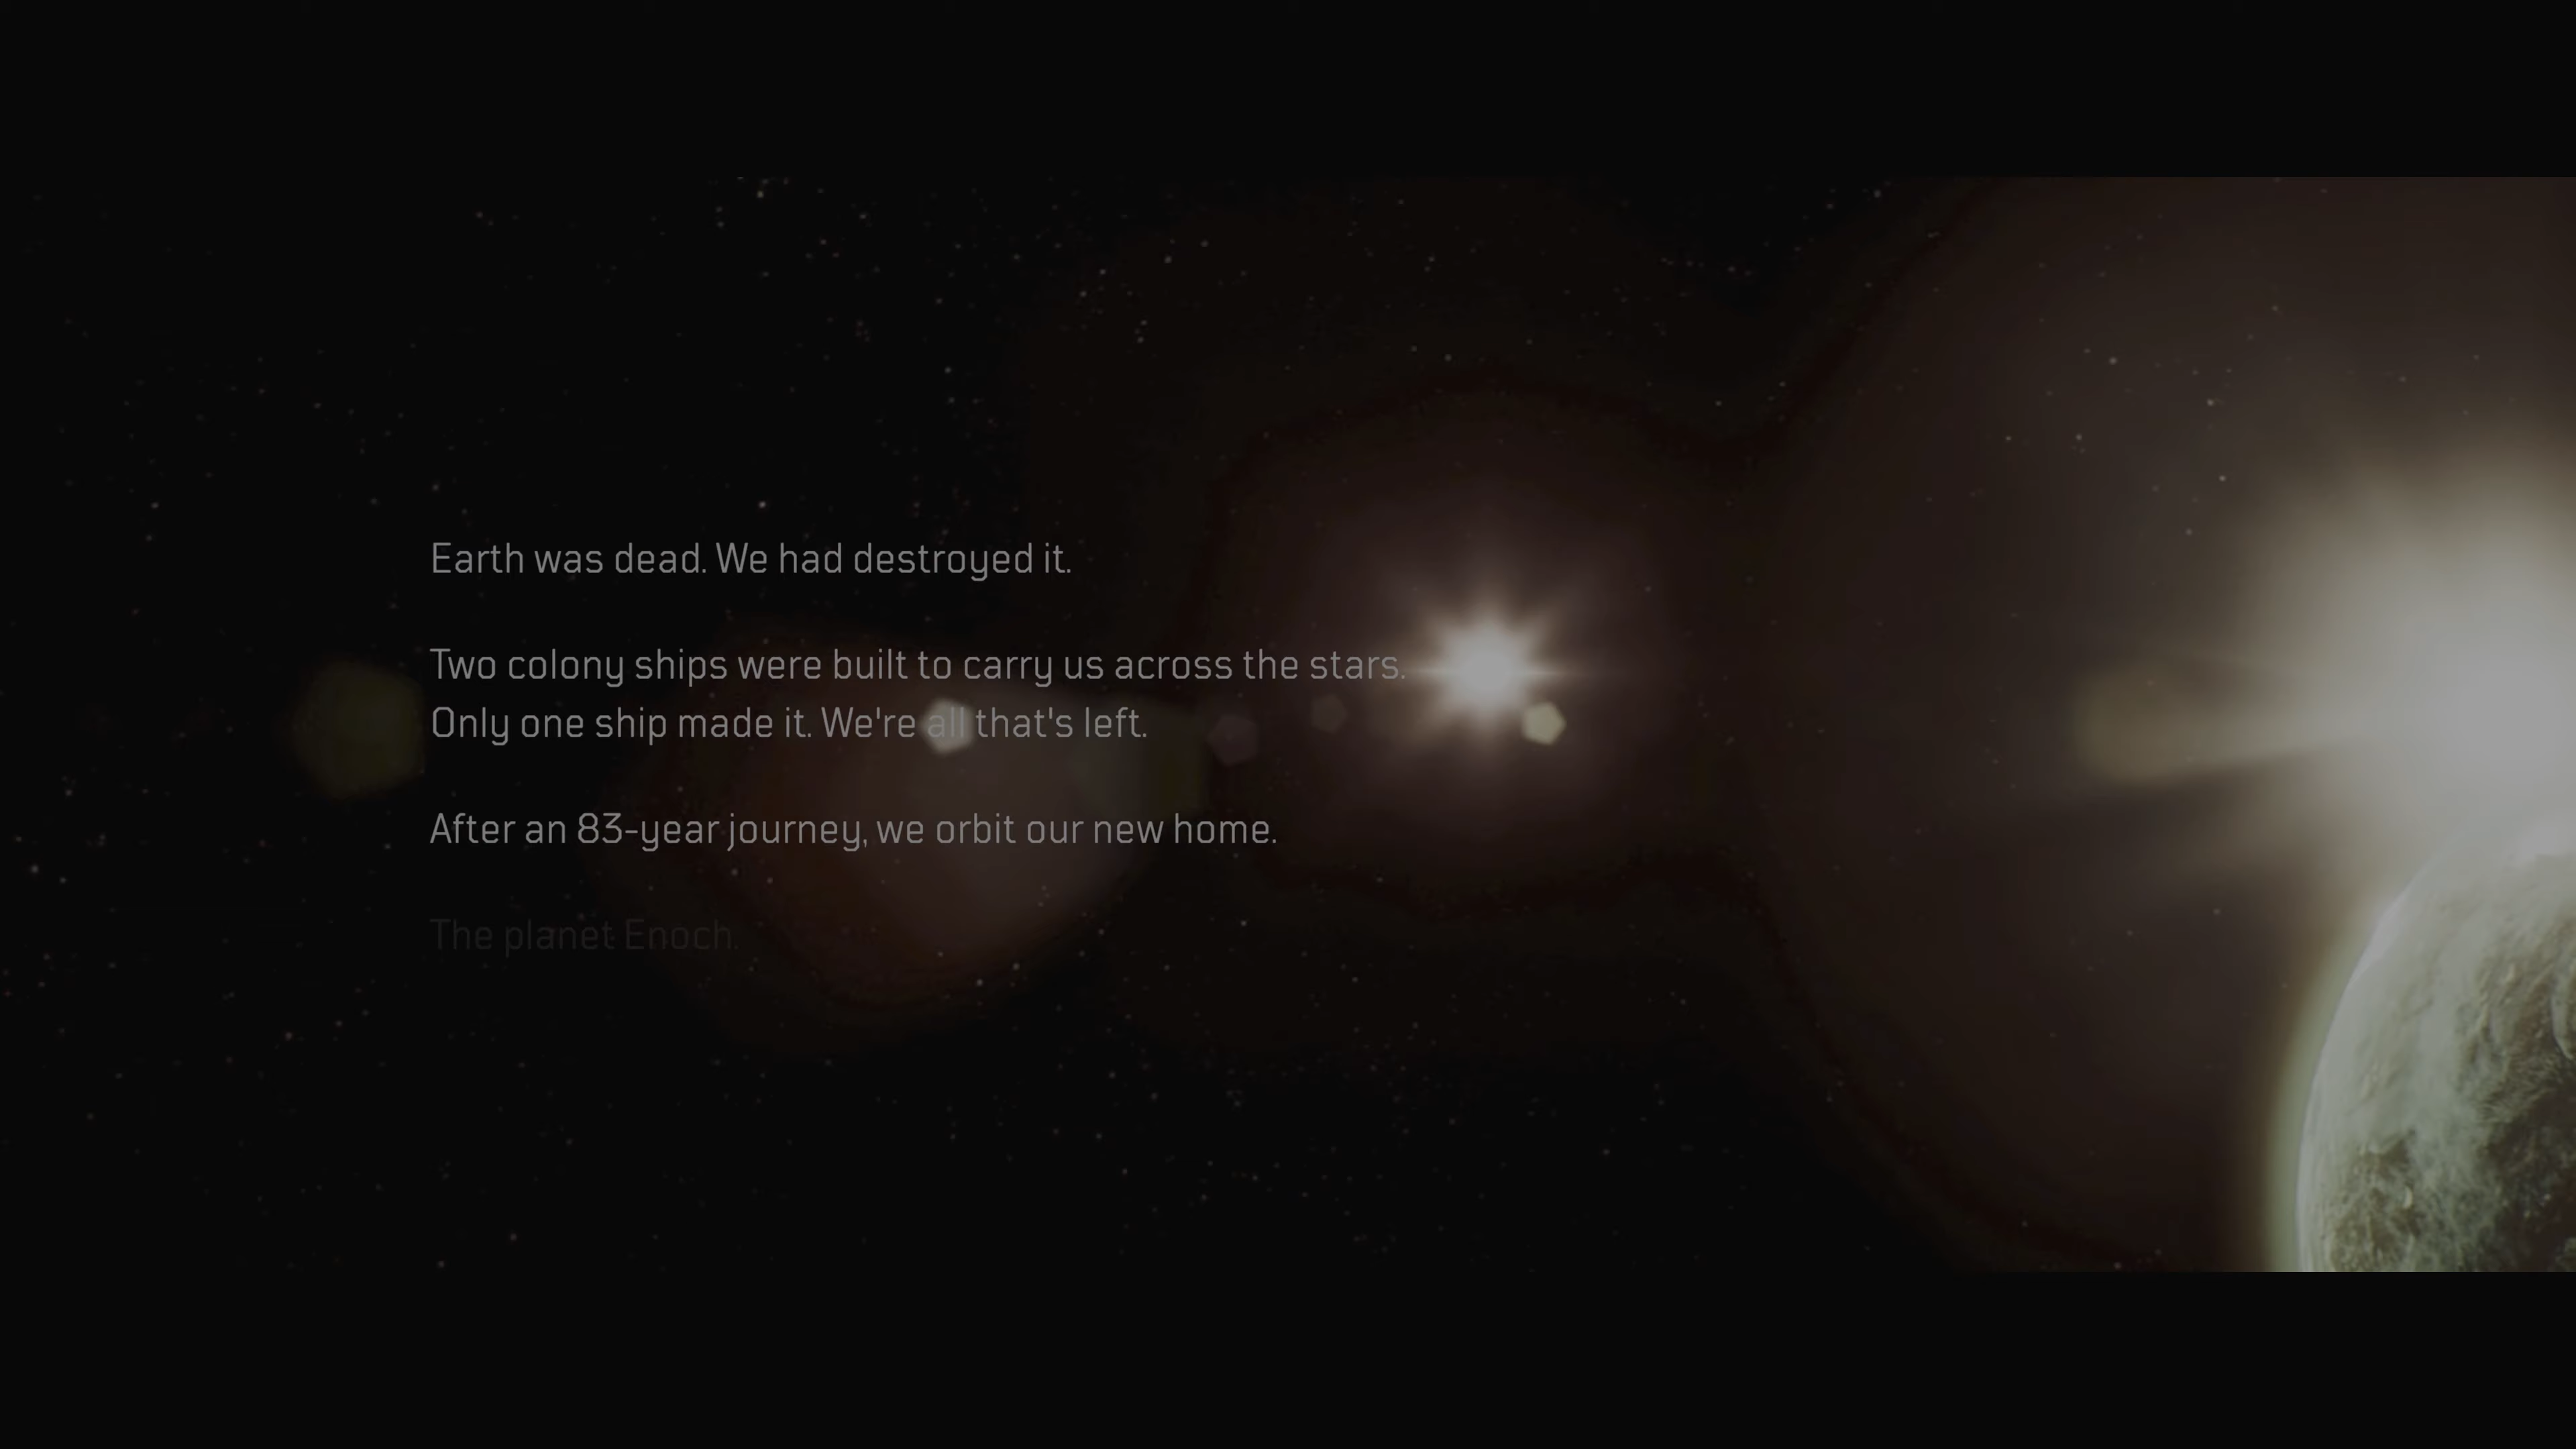 Earth was dead. We had destroyed it.
Two colony ships were built to carry us across the stars.
Only one ship made it. We're all that's left.
After an 83-year journey, we orbit our new home.
The planet Enoch.